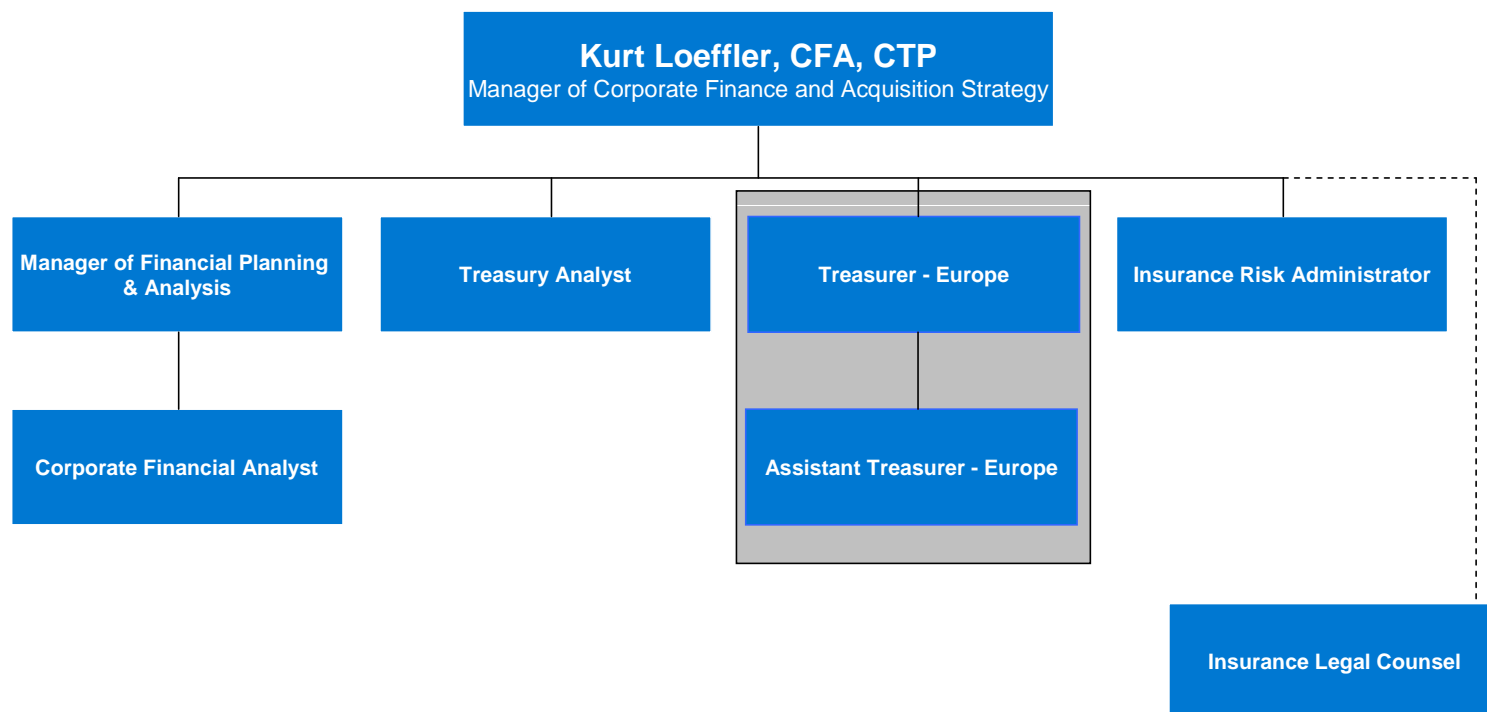 Kurt Loeffler, CFA, CTP
Manager of Corporate Finance and Acquisition Strategy
Manager of Financial Planning
& Analysis
Treasury Analyst
Treasurer - Europe
Insurance Risk Administrator
Corporate Financial Analyst
Assistant Treasurer - Europe
Insurance Legal Counsel